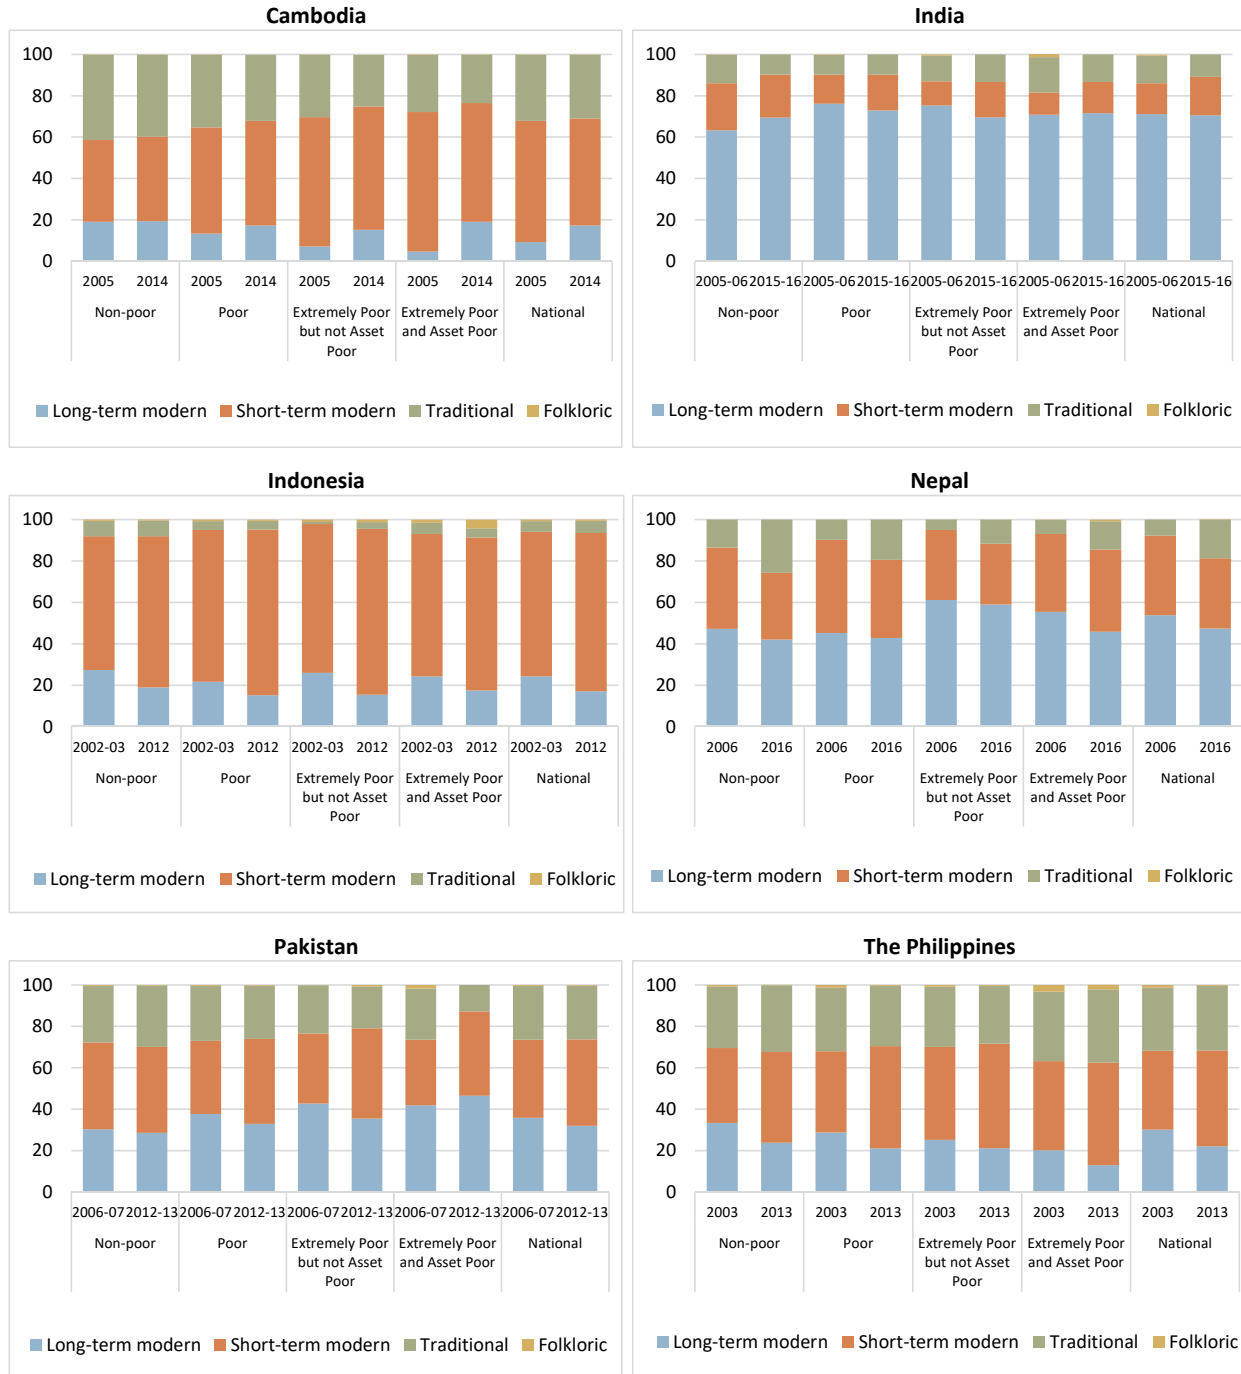 Cambodia
100
80
60
40
20
0
2005 2014 2005 2014 2005 2014 2005 2014 2005 2014
Non-poor Poor Extremely Poor but not Asset Poor Extremely Poor and Asset Poor National
Long-term modern Short-term modern Traditional Folkloric
India
100
80
60
40
20
0
2005-06 2015-16 2005-06 2015-16 2005-06 2015-16 2005-06 2015-16 2005-06 2015-16
Non-poor Poor Extremely Poor but not Asset Poor Extremely Poor and Asset Poor National
Long-term modern Short-term modern Traditional Folkloric
Indonesia
100
80
60
40
20
0
2002-03 2012 2002-03 2012 2002-03 2012 2002-03 2012 2002-03 2012
Non-poor Poor Extremely Poor but not Asset Poor Extremely Poor and Asset Poor National
Long-term modern Short-term modern Traditional Folkloric
Nepal
100
80
60
40
20
0
2006 2016 2006 2016 2006 2016 2006 2016 2006 2016
Non-poor Poor Extremely Poor but not Asset Poor Extremely Poor and Asset Poor National
Long-term modern Short-term modern Traditional Folkloric
Pakistan
100
80
60
40
20
0
2006-07 2012-13 2006-07 2012-13 2006-07 2012-13 2006-07 2012-13 2006-07 2012-13
Non-poor Poor Extremely Poor but not Asset Poor Extremely Poor and Asset Poor National
Long-term modern Short-term modern Traditional Folkloric
The Philippines
100
80
60
40
20
0
2003 2013 2003 2013 2003 2013 2003 2013 2003 2013
Non-poor Poor Extremely Poor but not Asset Poor Extremely Poor and Asset Poor National
Long-term modern Short-term modern Traditional Folkloric